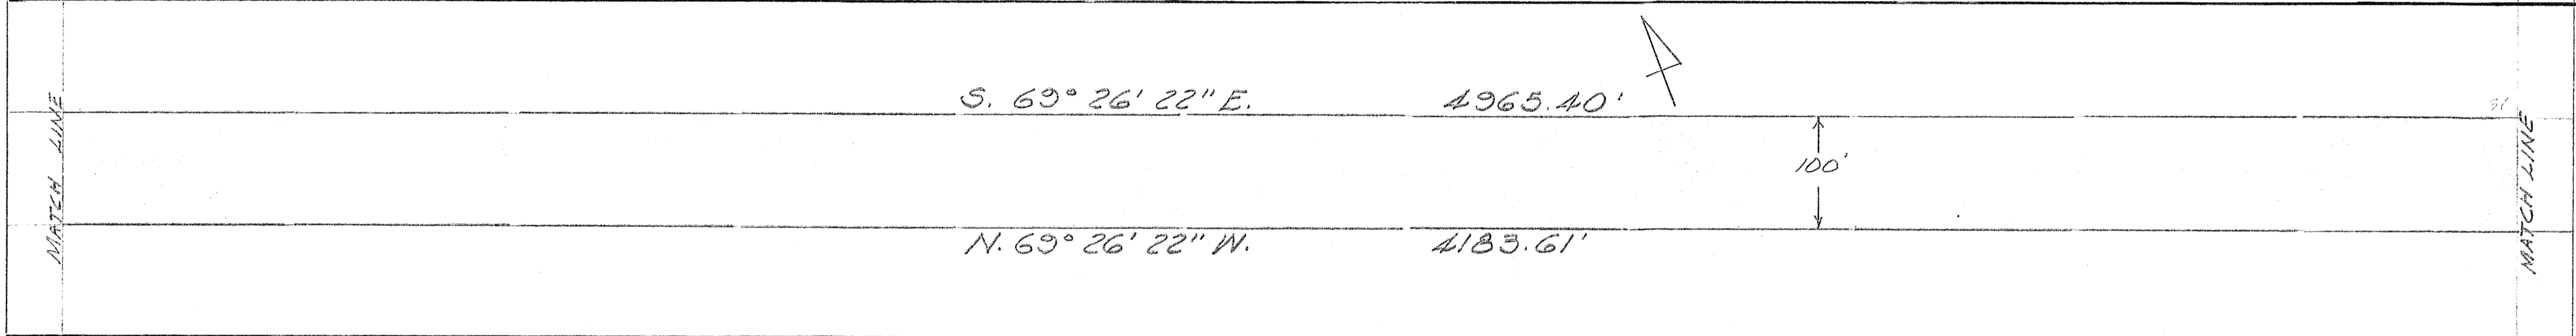 MATCH LINE
S. 69° 26' 22" E. 4965.40'
100'
N. 69° 26' 22" W. 4183.61'
MATCH LINE